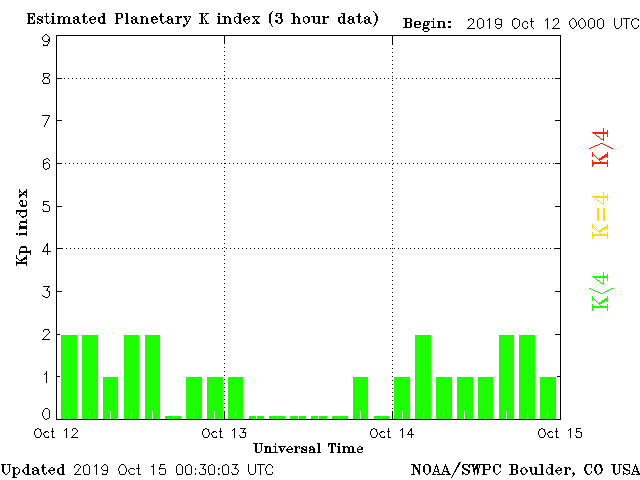 Estimated Planetary K index (3 hour data)
Begin: 2019 Oct 12 0000 UTC
9
8
7
6
5
4
3
2
1
0
Kp index
K>4
K=4
K<4
Oct 12
Oct 13
Oct 14
Oct 15
Universal Time
Updated 2019 Oct 15 00:30:03 UTC
NOAA/SWPC Boulder, CO USA